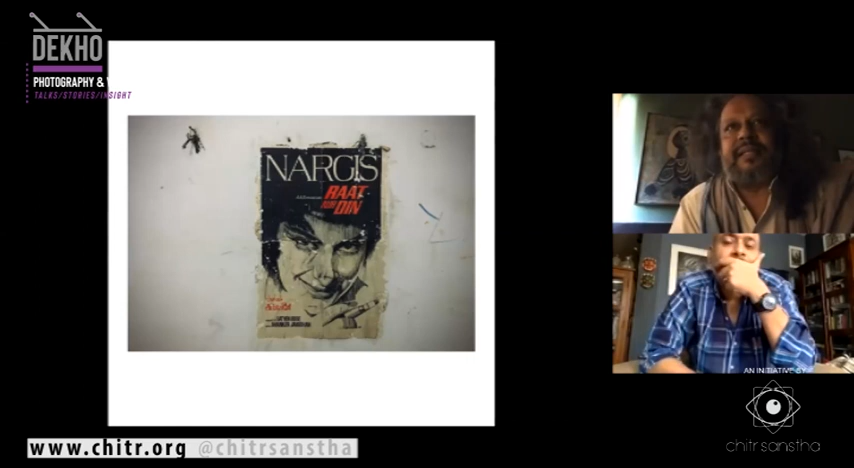 DEKHO
PHOTOGRAPHY &
TALKS/STORIES/INSIGHT
NARGIS
RAAT
DIN
AN INITIATIVE BY
chitrsanstha
www.chitr.org @chitrsanstha